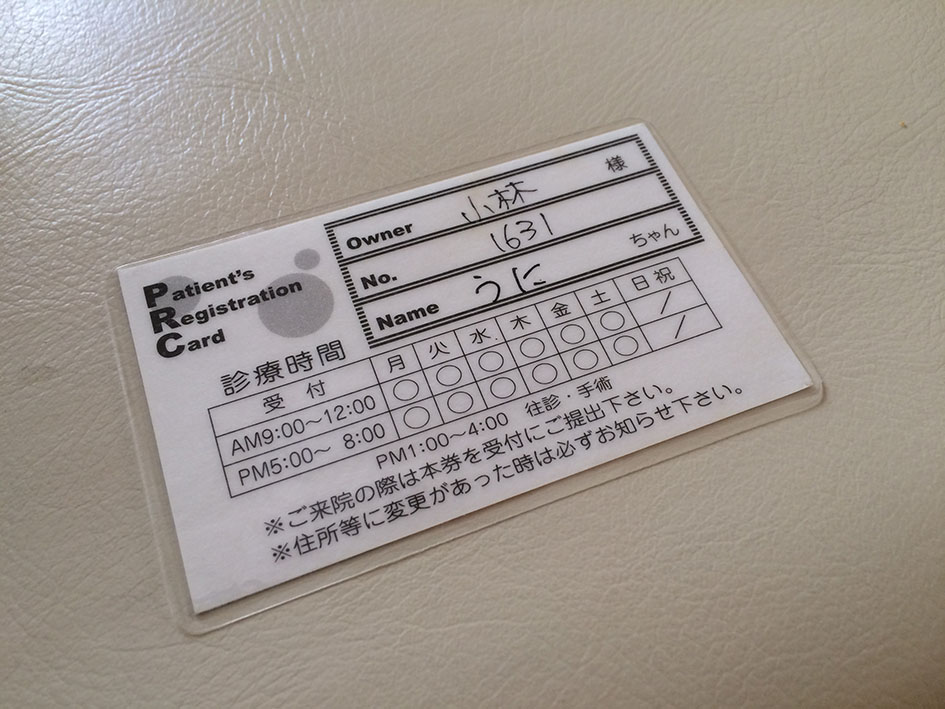 Patient's
Registration
Card
Owner 小林 様
No. 1631
Name うに ちゃん
診療時間
受 付 月 火 水 木 金 土 日 祝
AM9:00～12:00 ○ ○ ○ ○ ○ ○ ／
PM5:00～ 8:00 ○ ○ ○ ○ ○ ○ ／
PM1:00～4:00 往診・手術
※ご来院の際は本券を受付にご提出下さい。
※住所等に変更があった時は必ずお知らせ下さい。